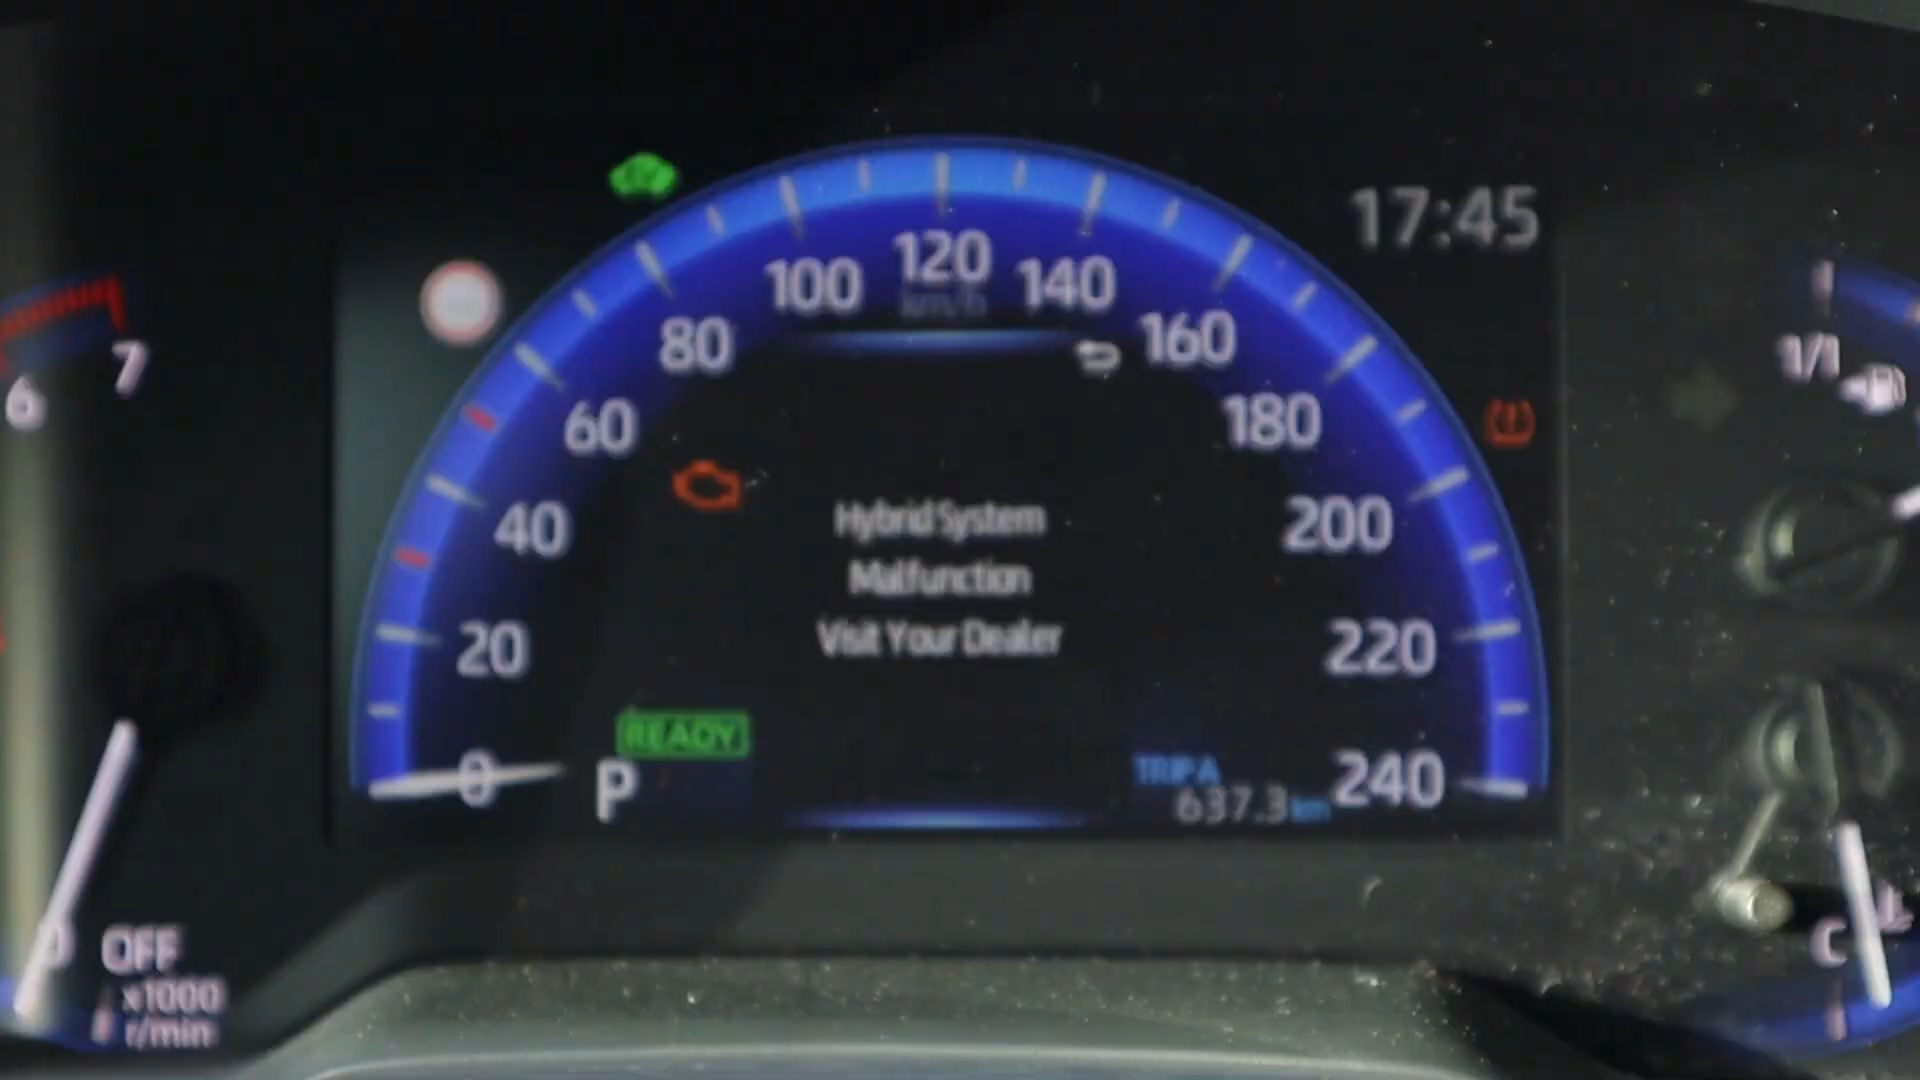 17:45
120
km/h
100
140
80
160
60
180
40
200
20
220
0
240
Hybrid System
Malfunction
Visit Your Dealer
READY
P
TRIP A
637.3 km
6
7
OFF
x1000
r/min
1/1
C